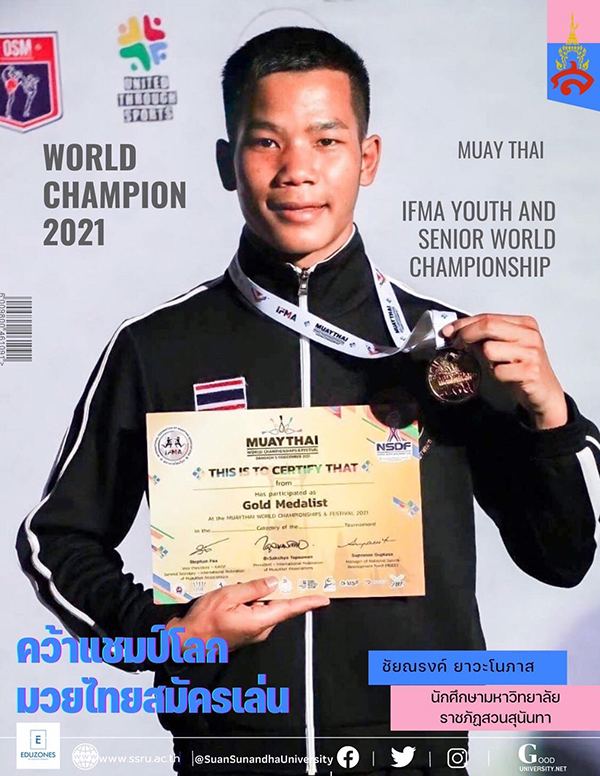 OSM
UNITED
THROUGH
SPORTS
WORLD
CHAMPION
2021
MUAY THAI
IFMA YOUTH AND
SENIOR WORLD
CHAMPIONSHIP
IFMA
MUAYTHAI
IFMA
MUAYTHAI
WORLD CHAMPIONSHIPS & FESTIVAL
NSDF
THIS IS TO CERTIFY THAT
from
Has participated as
Gold Medalist
At the MUAYTHAI WORLD CHAMPIONSHIPS & FESTIVAL 2021
In the Category of the Tournament
Stephan Fox
Dr.Sakchye Tapsuwan
คว้าแชมป์โลก
มวยไทยสมัครเล่น
ชัยณรงค์ ยาวะโนภาส
นักศึกษามหาวิทยาลัย
ราชภัฏสวนสุนันทา
E
EDUZONES
www.ssru.ac.th | @SuanSunandhaUniversity
GOOD
UNIVERSITY.NET